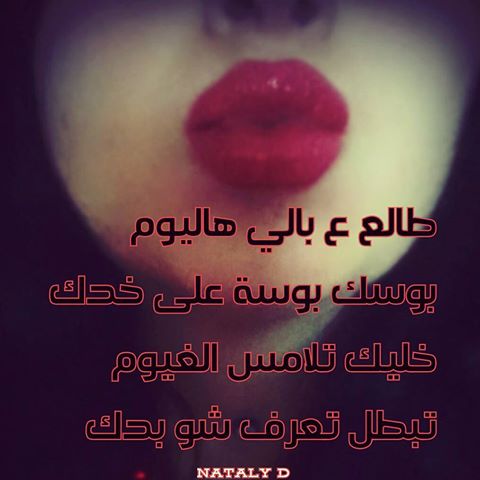 طالع ع بالي هاليوم
بوسك بوسة على خدك
خليك تلامس الغيوم
تبطل تعرف شو بدك
NATALY D